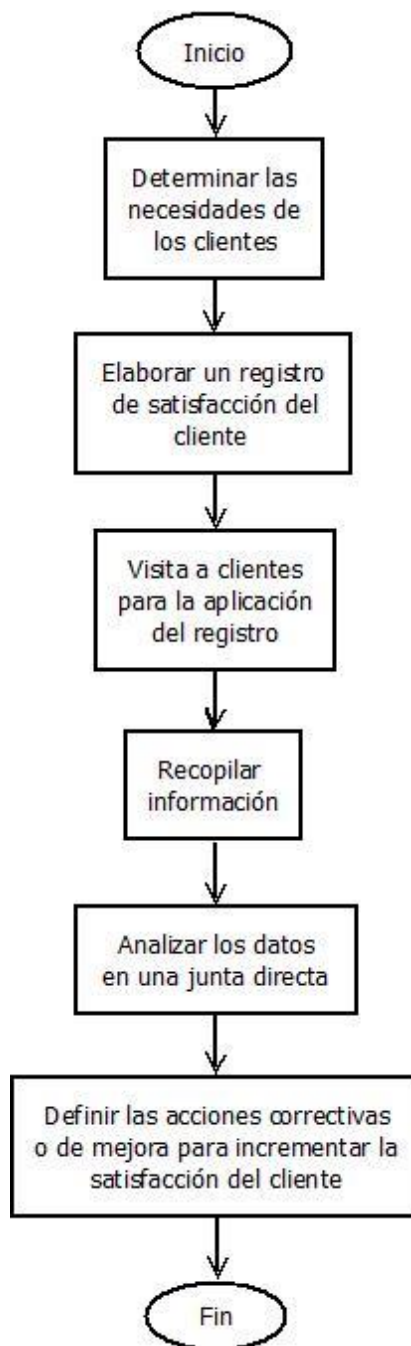 Inicio
Determinar las
necesidades de
los clientes
Elaborar un registro
de satisfacción del
cliente
Visita a clientes
para la aplicación
del registro
Recopilar
información
Analizar los datos
en una junta directa
Definir las acciones correctivas
o de mejora para incrementar la
satisfacción del cliente
Fin